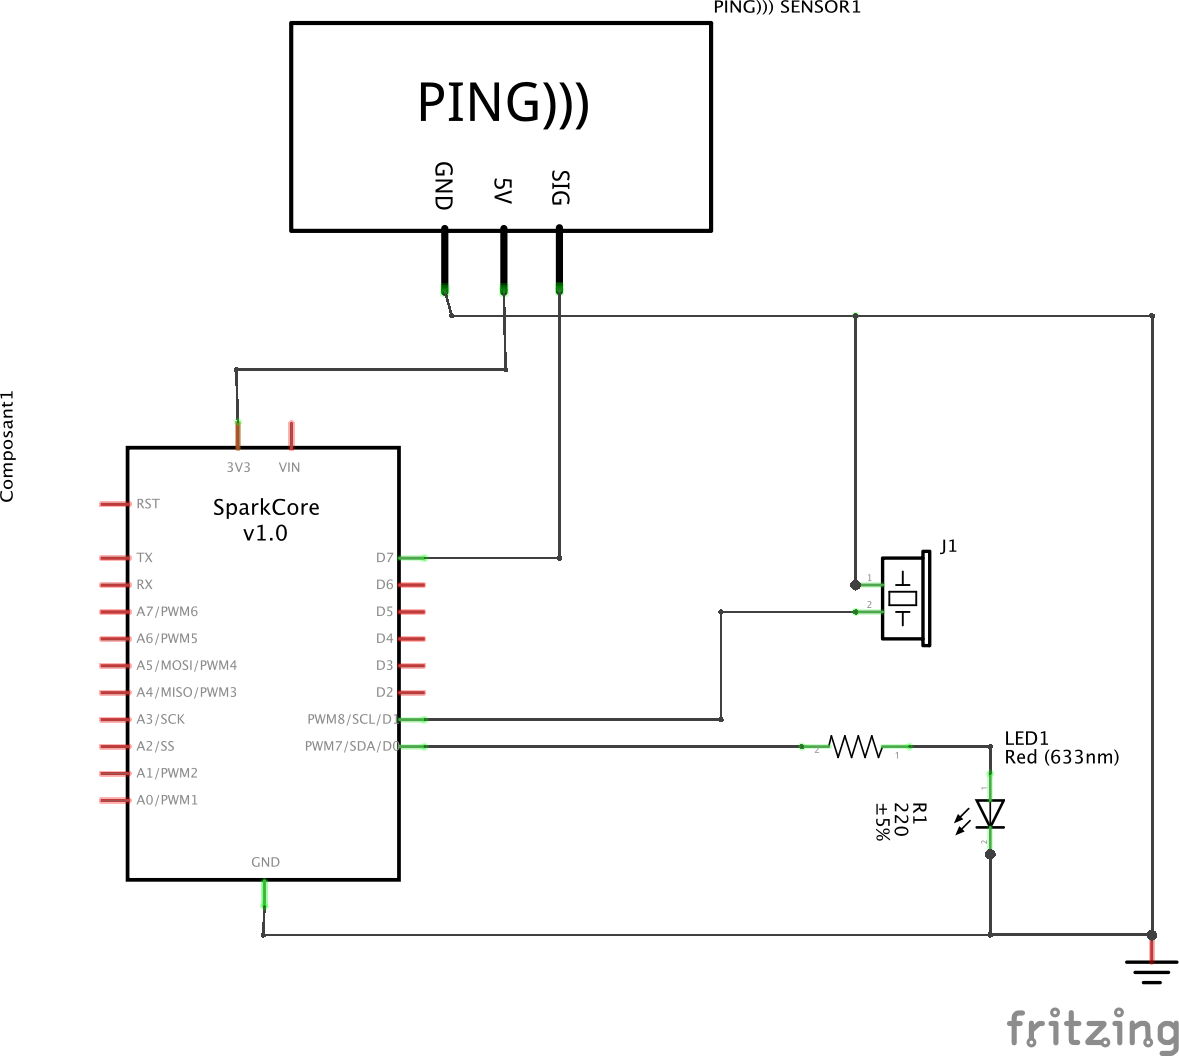 PING))) SENSOR1
PING)))
GND
5V
SIG
Composant1
3V3
VIN
SparkCore
v1.0
RST
TX
RX
A7/PWM6
A6/PWM5
A5/MOSI/PWM4
A4/MISO/PWM3
A3/SCK
A2/SS
A1/PWM2
A0/PWM1
D7
D6
D5
D4
D3
D2
PWM8/SCL/D1
PWM7/SDA/D0
GND
J1
1
2
2
1
LED1
Red (633nm)
1
2
R1
220
±5%
fritzing